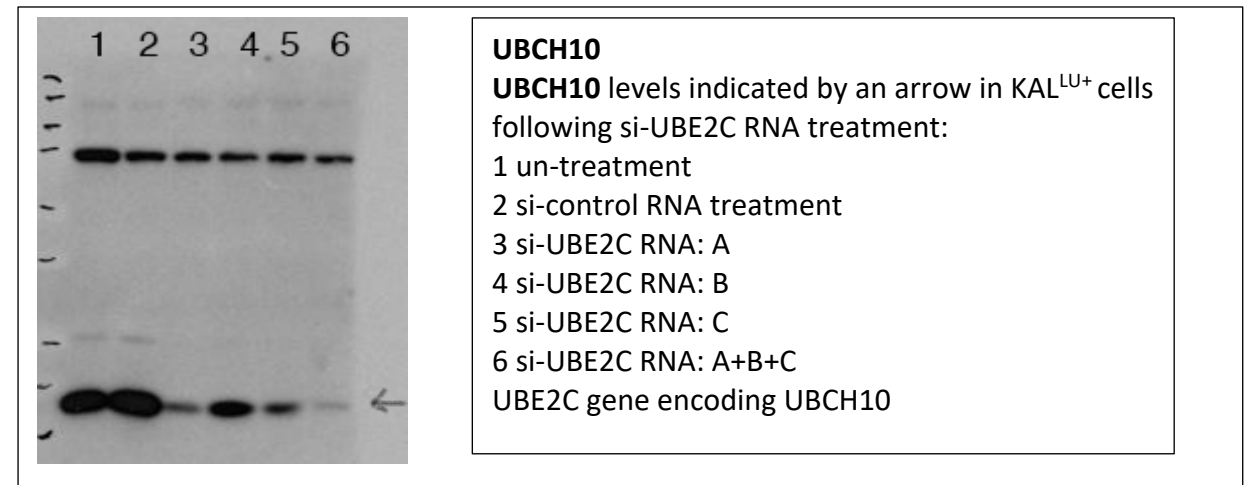 1 2 3 4 5 6
UBCH10
UBCH10 levels indicated by an arrow in KAL^LU+ cells
following si-UBE2C RNA treatment:
1 un-treatment
2 si-control RNA treatment
3 si-UBE2C RNA: A
4 si-UBE2C RNA: B
5 si-UBE2C RNA: C
6 si-UBE2C RNA: A+B+C
UBE2C gene encoding UBCH10